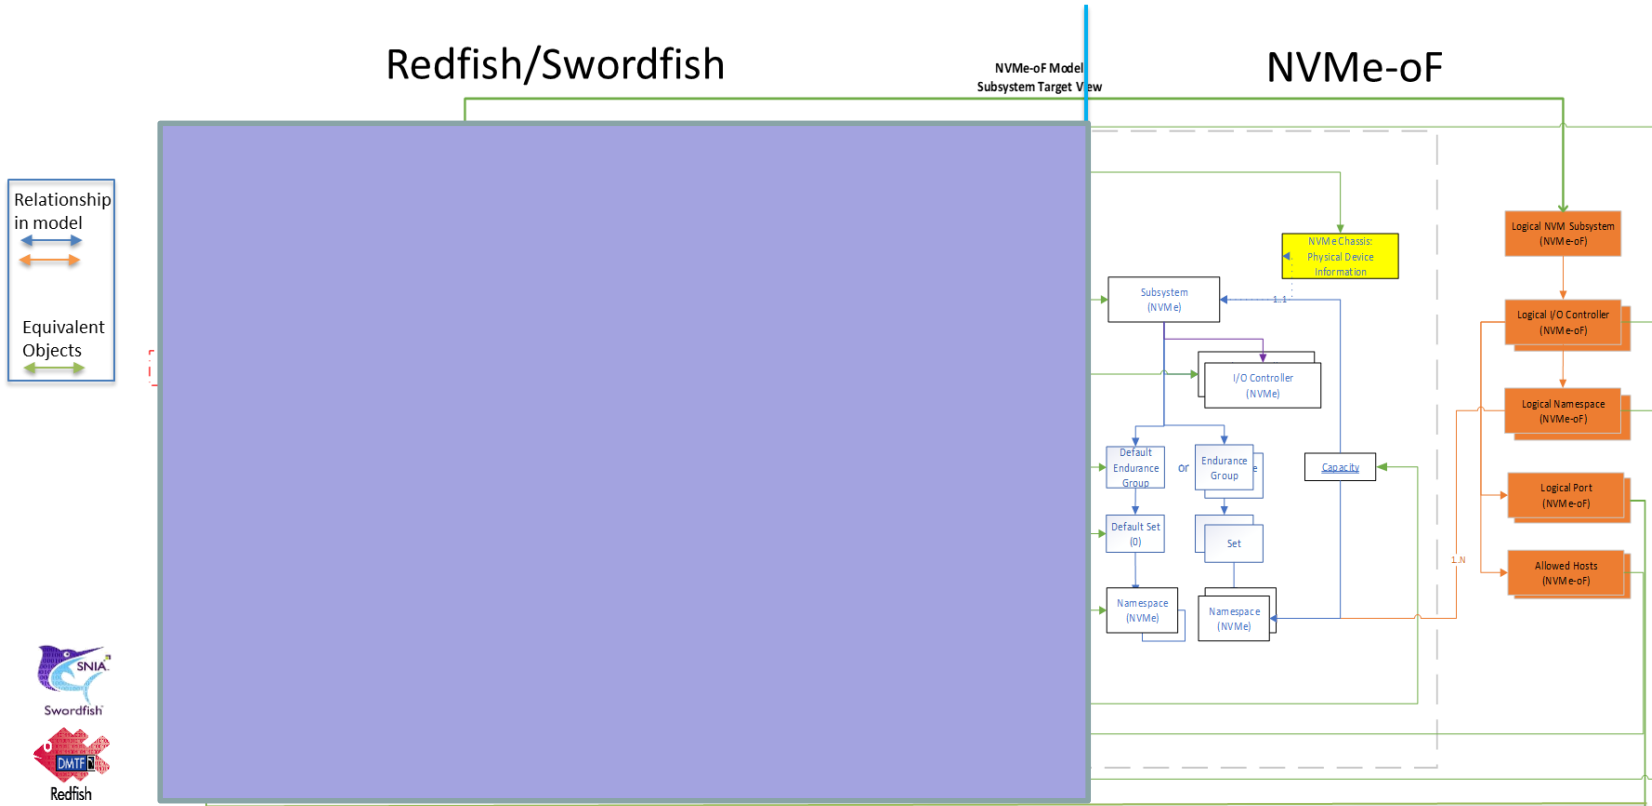 Redfish/Swordfish
NVMe-oF Model
Subsystem Target View
NVMe-oF
Relationship
in model
Equivalent
Objects
NVMe Chassis:
Physical Device
Information
1..1
Subsystem
(NVMe)
I/O Controller
(NVMe)
Default
Endurance
Group
or
Endurance
Group
e
Capacity
Default Set
(0)
Set
Namespace
(NVMe)
Namespace
(NVMe)
Logical NVM Subsystem
(NVMe-oF)
Logical I/O Controller
(NVMe-oF)
Logical Namespace
(NVMe-oF)
Logical Port
(NVMe-oF)
1..N
Allowed Hosts
(NVMe-oF)
SNIA
Swordfish
DMTF
Redfish